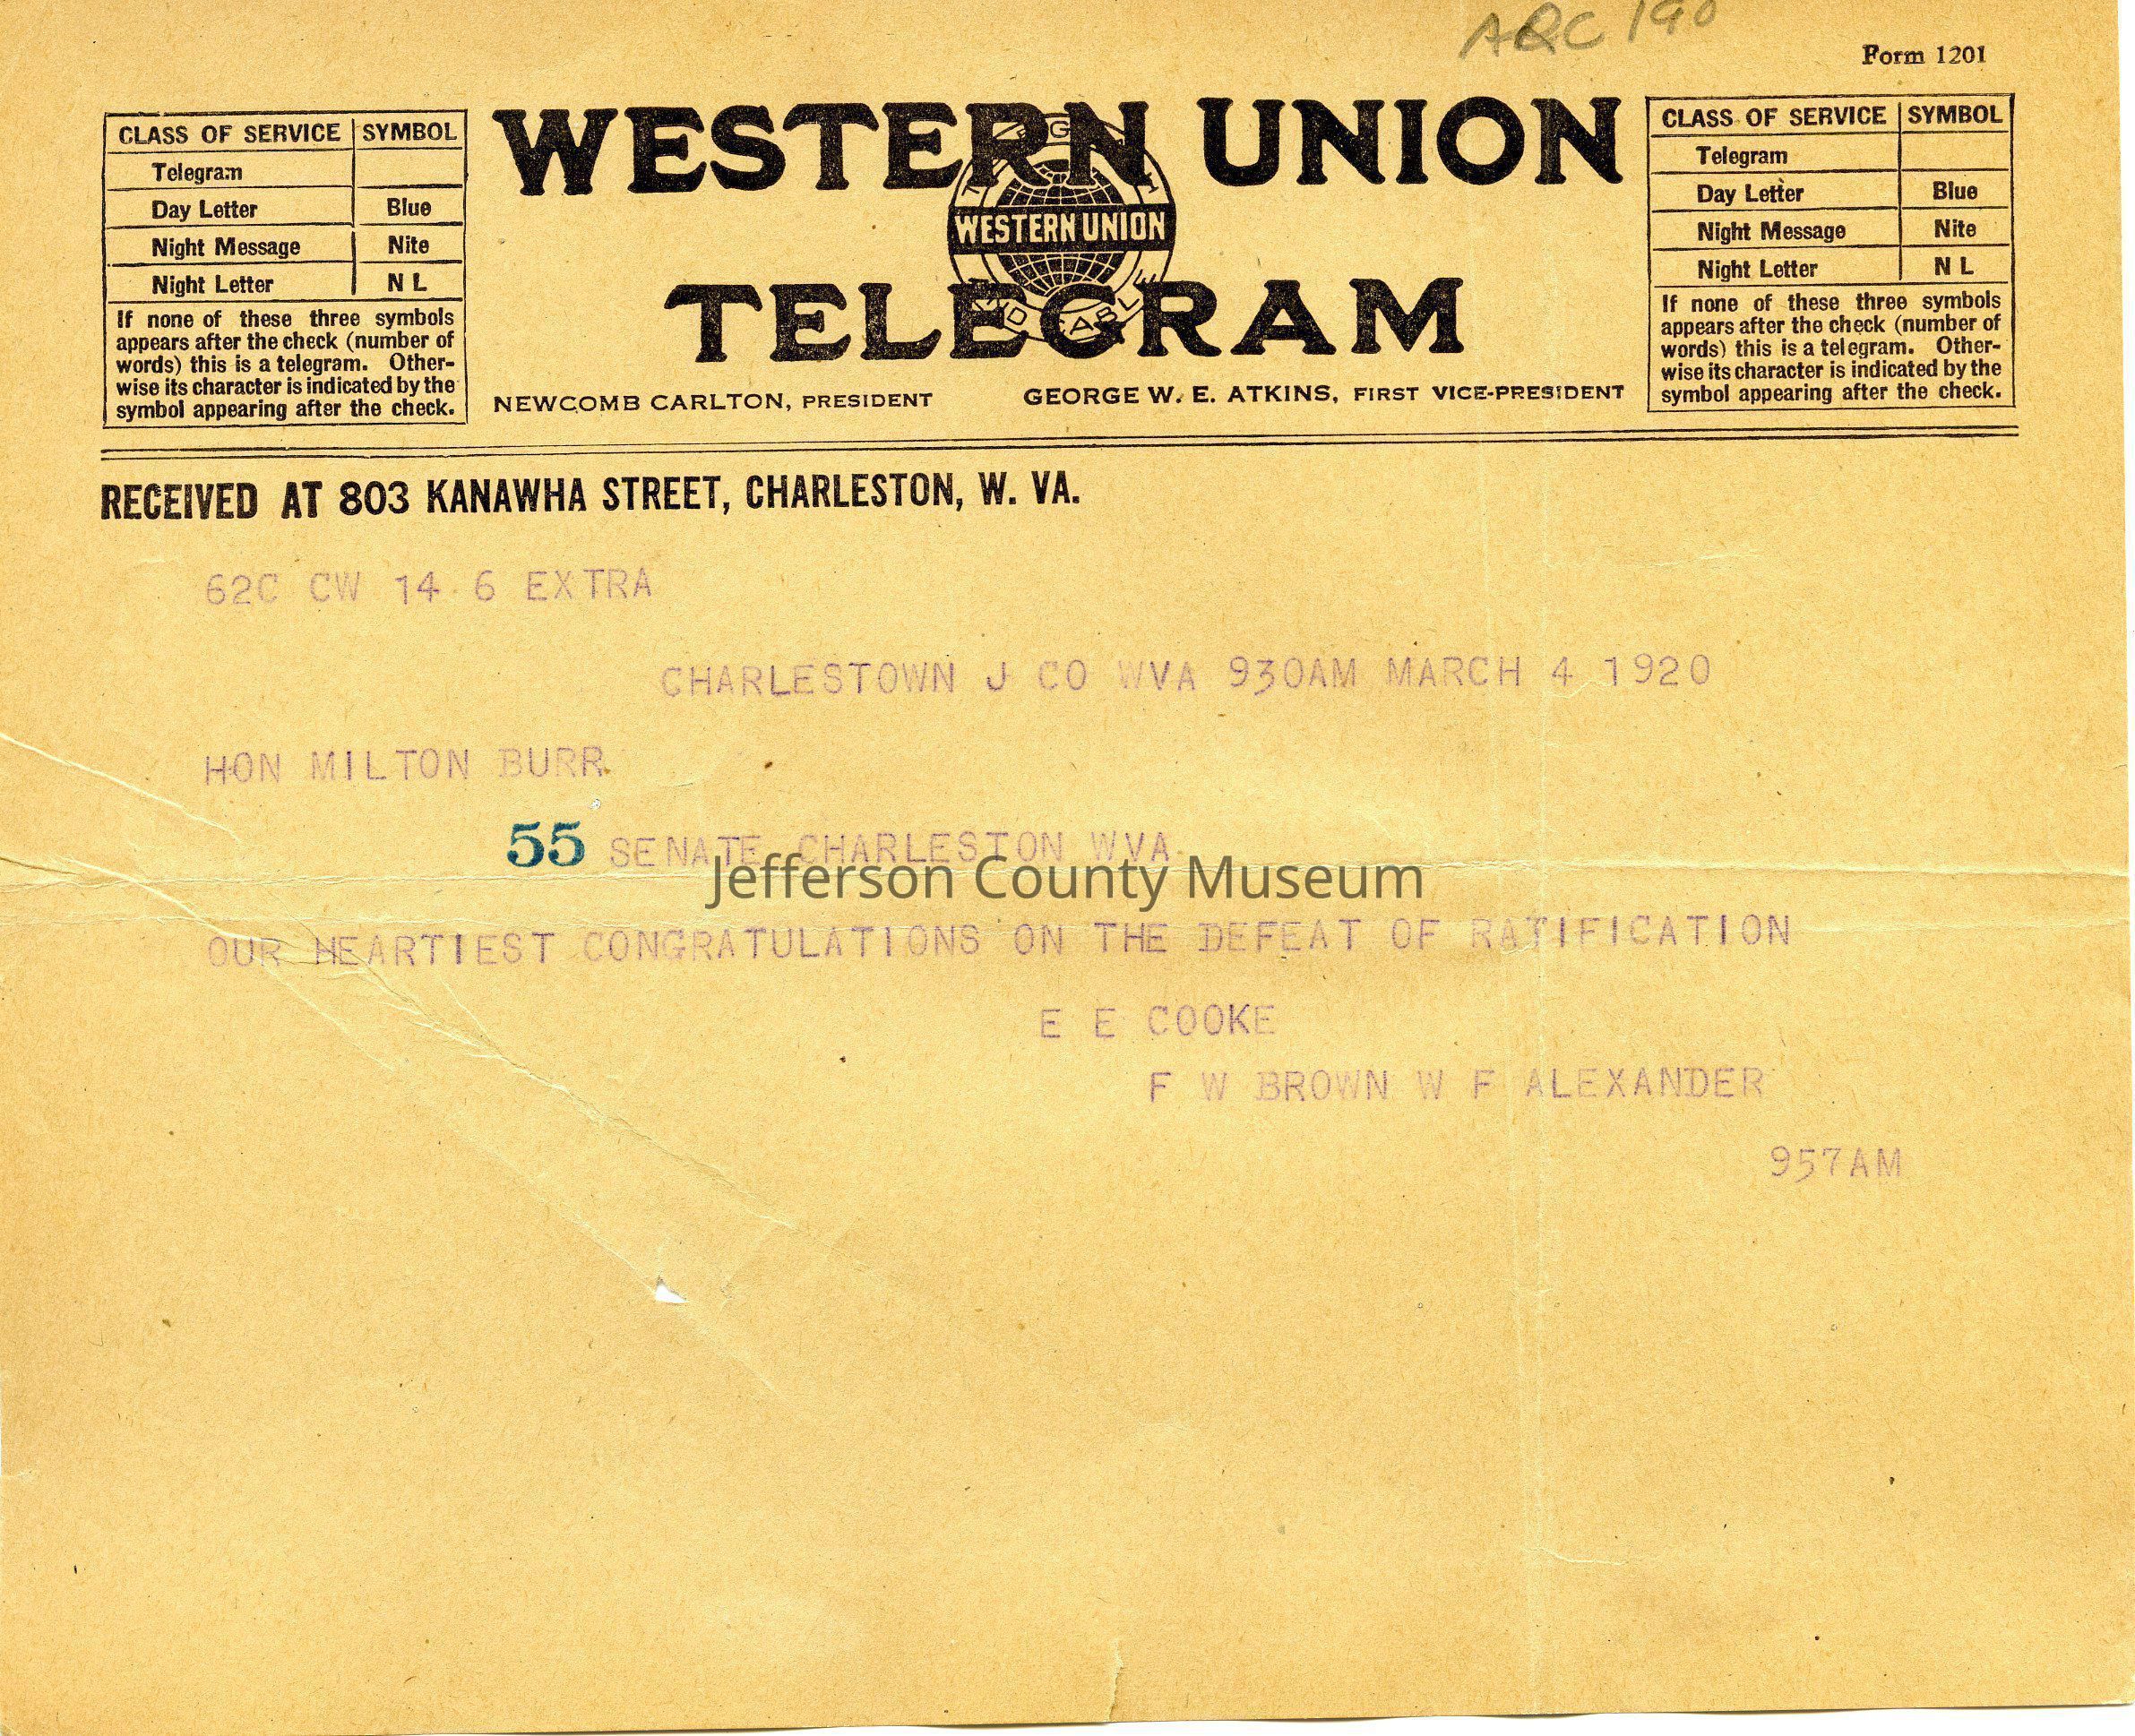 ARC 190
Form 1201
CLASS OF SERVICE SYMBOL
Telegram
Day Letter Blue
Night Message Nite
Night Letter N L
If none of these three symbols
appears after the check (number of
words) this is a telegram. Other-
wise its character is indicated by the
symbol appearing after the check.
WESTERN UNION
WESTERN UNION
TELEGRAM
NEWCOMB CARLTON, PRESIDENT GEORGE W. E. ATKINS, FIRST VICE-PRESIDENT
CLASS OF SERVICE SYMBOL
Telegram
Day Letter Blue
Night Message Nite
Night Letter N L
If none of these three symbols
appears after the check (number of
words) this is a telegram. Other-
wise its character is indicated by the
symbol appearing after the check.
RECEIVED AT 803 KANAWHA STREET, CHARLESTON, W. VA.
62C CW 14 6 EXTRA
CHARLESTOWN J CO WVA 930AM MARCH 4 1920
HON MILTON BURR
55 SENATE CHARLESTON WVA
Jefferson County Museum
OUR HEARTIEST CONGRATULATIONS ON THE DEFEAT OF RATIFICATION
E E COOKE
F W BROWN W F ALEXANDER
957AM